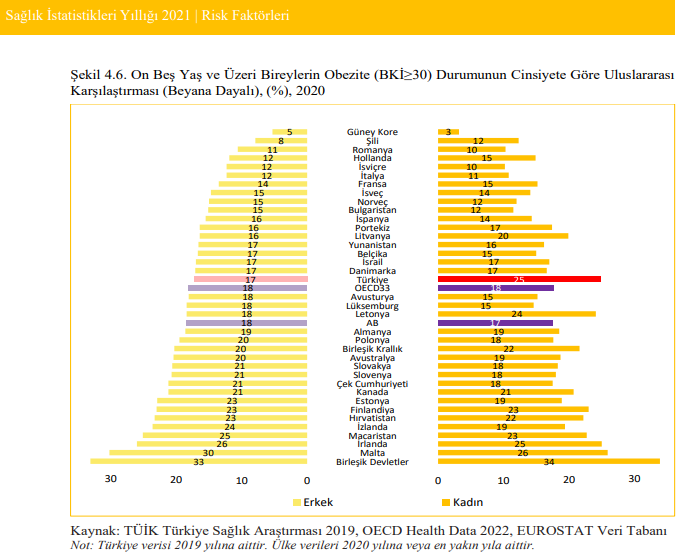 Sağlık İstatistikleri Yıllığı 2021 | Risk Faktörleri
Şekil 4.6. On Beş Yaş ve Üzeri Bireylerin Obezite (BKİ≥30) Durumunun Cinsiyete Göre Uluslararası
Karşılaştırması (Beyana Dayalı), (%), 2020
5 Güney Kore 3
8 Şili 12
11 Romanya 10
12 Hollanda 15
12 İsviçre 10
12 İtalya 11
14 Fransa 15
15 İsveç 14
15 Norveç 12
15 Bulgaristan 12
16 İspanya 14
16 Portekiz 17
16 Litvanya 20
17 Yunanistan 16
17 Belçika 15
17 İsrail 17
17 Danimarka 17
17 Türkiye 25
18 OECD33 18
18 Avusturya 15
18 Lüksemburg 15
18 Letonya 24
18 AB 17
19 Almanya 19
20 Polonya 18
20 Birleşik Krallık 22
20 Avustralya 19
21 Slovakya 18
21 Slovenya 18
21 Çek Cumhuriyeti 18
21 Kanada 21
23 Estonya 19
23 Finlandiya 23
23 Hırvatistan 22
24 İzlanda 19
25 Macaristan 23
26 İrlanda 25
30 Malta 26
33 Birleşik Devletler 34
30 20 10 0 0 10 20 30
Erkek Kadın
Kaynak: TÜİK Türkiye Sağlık Araştırması 2019, OECD Health Data 2022, EUROSTAT Veri Tabanı
Not: Türkiye verisi 2019 yılına aittir. Ülke verileri 2020 yılına veya en yakın yıla aittir.